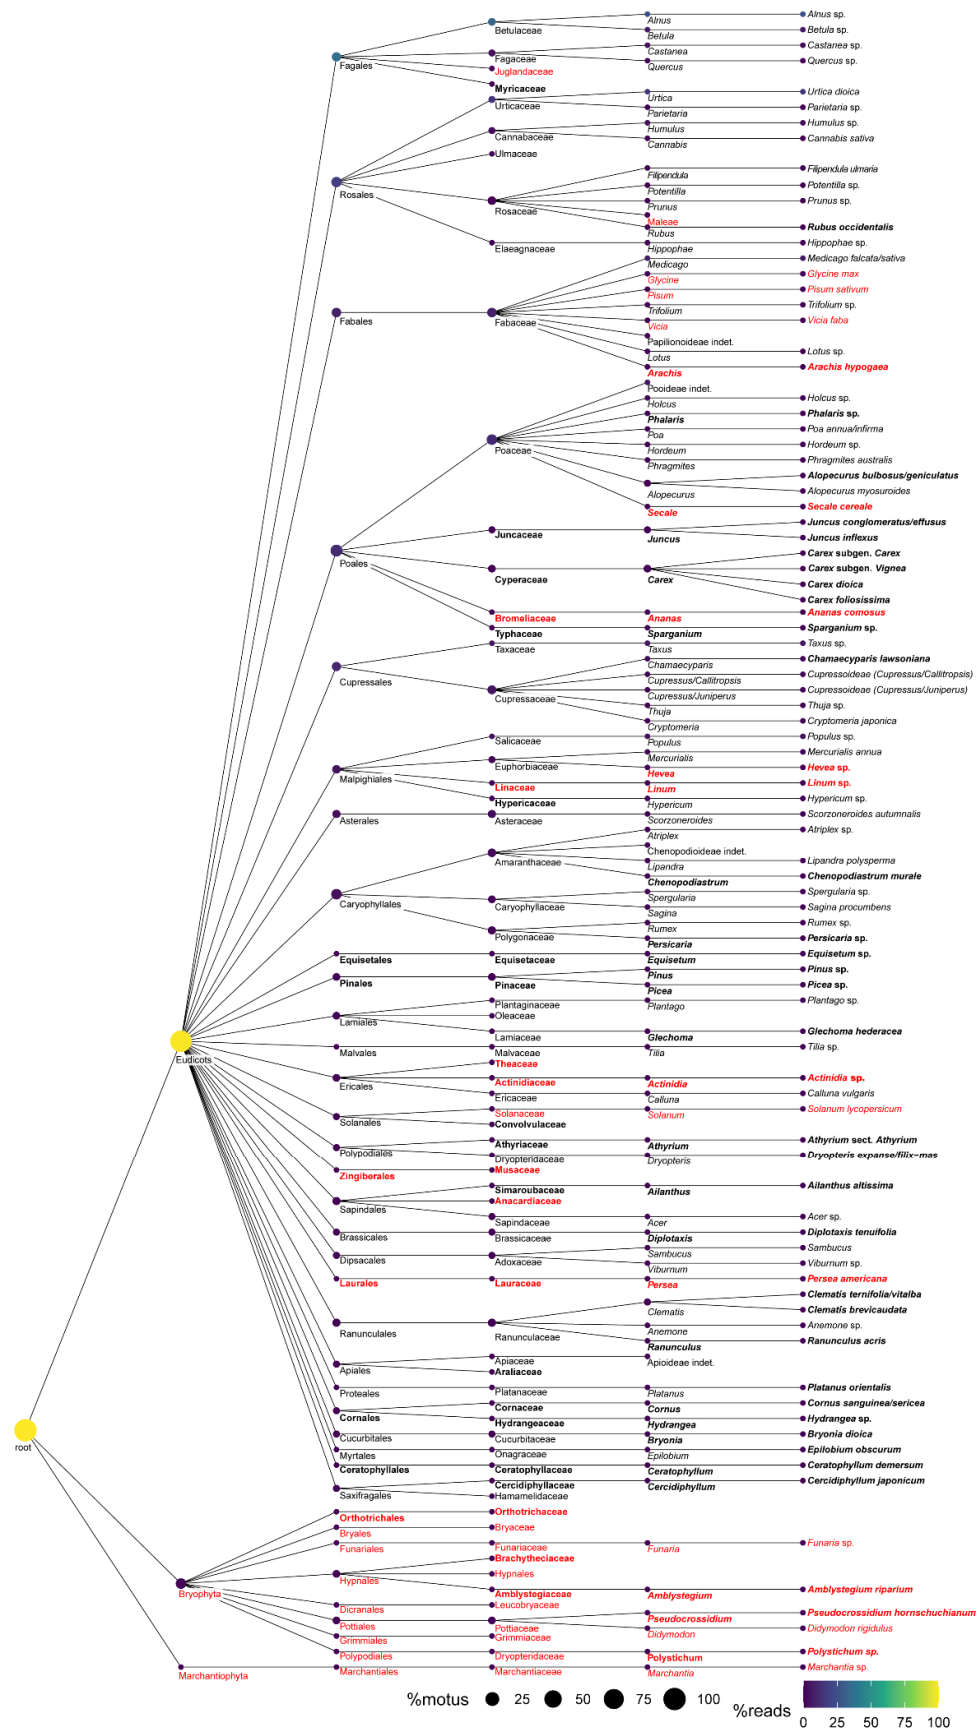 Alnus sp.
Alnus
Betulaceae
Betula sp.
Betula
Castanea sp.
Castanea
Fagaceae
Fagales
Quercus sp.
Quercus
Juglandaceae
Myricaceae
Urtica dioica
Urtica
Urticaceae
Parietaria sp.
Parietaria
Humulus sp.
Humulus
Cannabaceae
Cannabis sativa
Cannabis
Ulmaceae
Filipendula ulmaria
Filipendula
Rosales
Potentilla sp.
Potentilla
Prunus sp.
Prunus
Rosaceae
Maleae
Rubus occidentalis
Rubus
Hippophae sp.
Elaeagnaceae
Hippophae
Medicago falcata/sativa
Medicago
Glycine max
Glycine
Pisum sativum
Pisum
Trifolium sp.
Trifolium
Fabales
Fabaceae
Vicia faba
Vicia
Papilionoideae indet.
Lotus sp.
Lotus
Arachis hypogaea
Arachis
Pooideae indet.
Holcus sp.
Holcus
Phalaris sp.
Phalaris
Poa annua/infirma
Poa
Poaceae
Hordeum sp.
Hordeum
Phragmites australis
Phragmites
Alopecurus bulbosus/geniculatus
Alopecurus myosuroides
Alopecurus
Secale cereale
Secale
Juncus conglomeratus/effusus
Juncaceae
Juncus
Juncus inflexus
Poales
Carex subgen. Carex
Carex subgen. Vignea
Cyperaceae
Carex
Carex dioica
Carex foliosissima
Ananas comosus
Bromeliaceae
Ananas
Sparganium sp.
Typhaceae
Sparganium
Taxus sp.
Taxaceae
Taxus
Chamaecyparis lawsoniana
Chamaecyparis
Cupressoideae (Cupressus/Callitropsis)
Cupressales
Cupressus/Callitropsis
Cupressoideae (Cupressus/Juniperus)
Cupressus/Juniperus
Cupressaceae
Thuja sp.
Thuja
Cryptomeria japonica
Cryptomeria
Populus sp.
Salicaceae
Populus
Mercurialis annua
Mercurialis
Euphorbiaceae
Hevea sp.
Hevea
Malpighiales
Linum sp.
Linaceae
Linum
Hypericum sp.
Hypericaceae
Hypericum
Scorzoneroides autumnalis
Asterales
Asteraceae
Scorzoneroides
Atriplex sp.
Atriplex
Chenopodioideae indet.
Amaranthaceae
Lipandra polysperma
Lipandra
Chenopodiastrum murale
Chenopodiastrum
Spergularia sp.
Spergularia
Caryophyllales
Caryophyllaceae
Sagina procumbens
Sagina
Rumex sp.
Rumex
Polygonaceae
Persicaria sp.
Persicaria
Equisetum sp.
Equisetales
Equisetaceae
Equisetum
Pinus sp.
Pinus
Pinales
Pinaceae
Picea sp.
Picea
Plantago sp.
Plantaginaceae
Plantago
Oleaceae
Lamiales
Glechoma hederacea
Lamiaceae
Glechoma
Tilia sp.
Malvales
Malvaceae
Tilia
Eudicots
Theaceae
Actinidia sp.
Actinidiaceae
Actinidia
Ericales
Calluna vulgaris
Ericaceae
Calluna
Solanum lycopersicum
Solanaceae
Solanum
Solanales
Convolvulaceae
Athyrium sect. Athyrium
Athyriaceae
Athyrium
Polypodiales
Dryopteris expanse/filix−mas
Dryopteridaceae
Dryopteris
Zingiberales
Musaceae
Ailanthus altissima
Simaroubaceae
Ailanthus
Anacardiaceae
Sapindales
Acer sp.
Sapindaceae
Acer
Diplotaxis tenuifolia
Brassicales
Brassicaceae
Diplotaxis
Sambucus
Sambucus
Dipsacales
Adoxaceae
Viburnum sp.
Viburnum
Persea americana
Laurales
Lauraceae
Persea
Clematis ternifolia/vitalba
Clematis brevicaudata
Clematis
Anemone sp.
Anemone
Ranunculales
Ranunculaceae
Ranunculus acris
Ranunculus
Apiaceae
Apioideae indet.
Apiales
Araliaceae
Platanus orientalis
Proteales
Platanaceae
Platanus
Cornus sanguinea/sericea
Cornaceae
Cornus
Cornales
Hydrangea sp.
Hydrangeaceae
Hydrangea
root
Bryonia dioica
Cucurbitales
Cucurbitaceae
Bryonia
Epilobium obscurum
Myrtales
Onagraceae
Epilobium
Ceratophyllum demersum
Ceratophyllales
Ceratophyllaceae
Ceratophyllum
Cercidiphyllum japonicum
Cercidiphyllaceae
Cercidiphyllum
Saxifragales
Hamamelidaceae
Orthotrichales
Orthotrichaceae
Bryales
Bryaceae
Funaria sp.
Funariales
Funariaceae
Funaria
Brachytheciaceae
Hypnales
Hypnales
Bryophyta
Amblystegium riparium
Amblystegiaceae
Amblystegium
Dicranales
Leucobryaceae
Pseudocrossidium hornschuchianum
Pseudocrossidium
Pottiales
Pottiaceae
Didymodon rigidulus
Didymodon
Grimmiales
Grimmiaceae
Polystichum sp.
Polypodiales
Dryopteridaceae
Polystichum
Marchantia sp.
Marchantiophyta
Marchantiales
Marchantiaceae
Marchantia
%motus 25 50 75 100
%reads
0 25 50 75 100